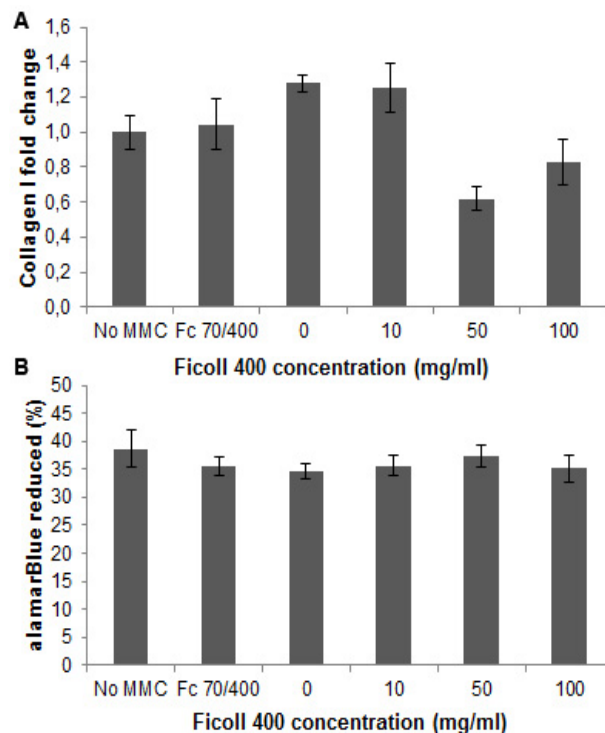 A
Collagen I fold change
1,6
1,4
1,2
1,0
0,8
0,6
0,4
0,2
0,0
No MMC Fc 70/400 0 10 50 100
Ficoll 400 concentration (mg/ml)
B
alamarBlue reduced (%)
50
45
40
35
30
25
20
15
10
5
0
No MMC Fc 70/400 0 10 50 100
Ficoll 400 concentration (mg/ml)